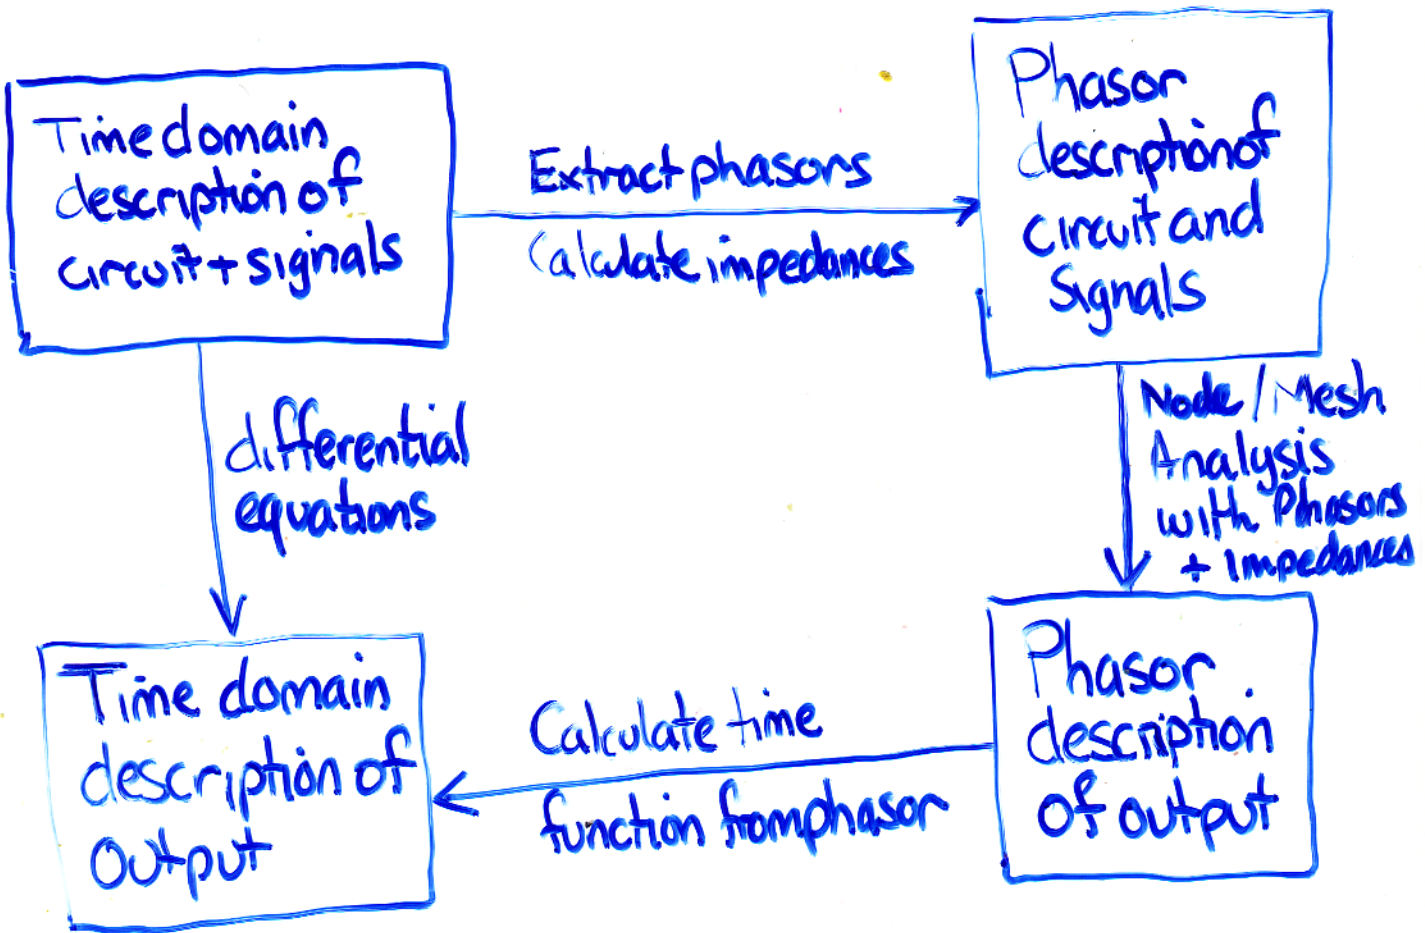 Time domain
description of
circuit + signals
Extract phasors
Calculate impedances
Phasor
description of
circuit and
Signals
differential
equations
Node / Mesh
Analysis
with Phasors
+ Impedances
Time domain
description of
Output
Calculate time
function from phasor
Phasor
description
of output